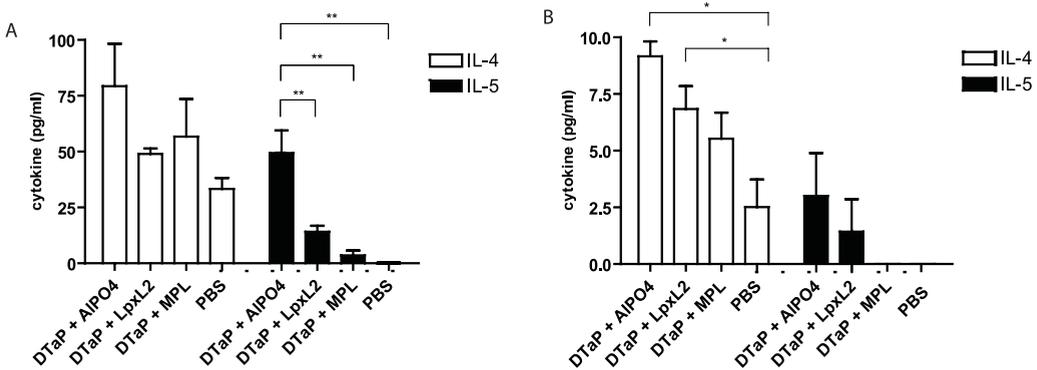 A
cytokine (pg/ml)
100
75
50
25
0
**
**
**
IL-4
IL-5
DTaP + AlPO4
DTaP + LpxL2
DTaP + MPL
PBS
DTaP + AlPO4
DTaP + LpxL2
DTaP + MPL
PBS
B
cytokine (pg/ml)
10.0
7.5
5.0
2.5
0.0
*
*
IL-4
IL-5
DTaP + AlPO4
DTaP + LpxL2
DTaP + MPL
PBS
DTaP + AlPO4
DTaP + LpxL2
DTaP + MPL
PBS